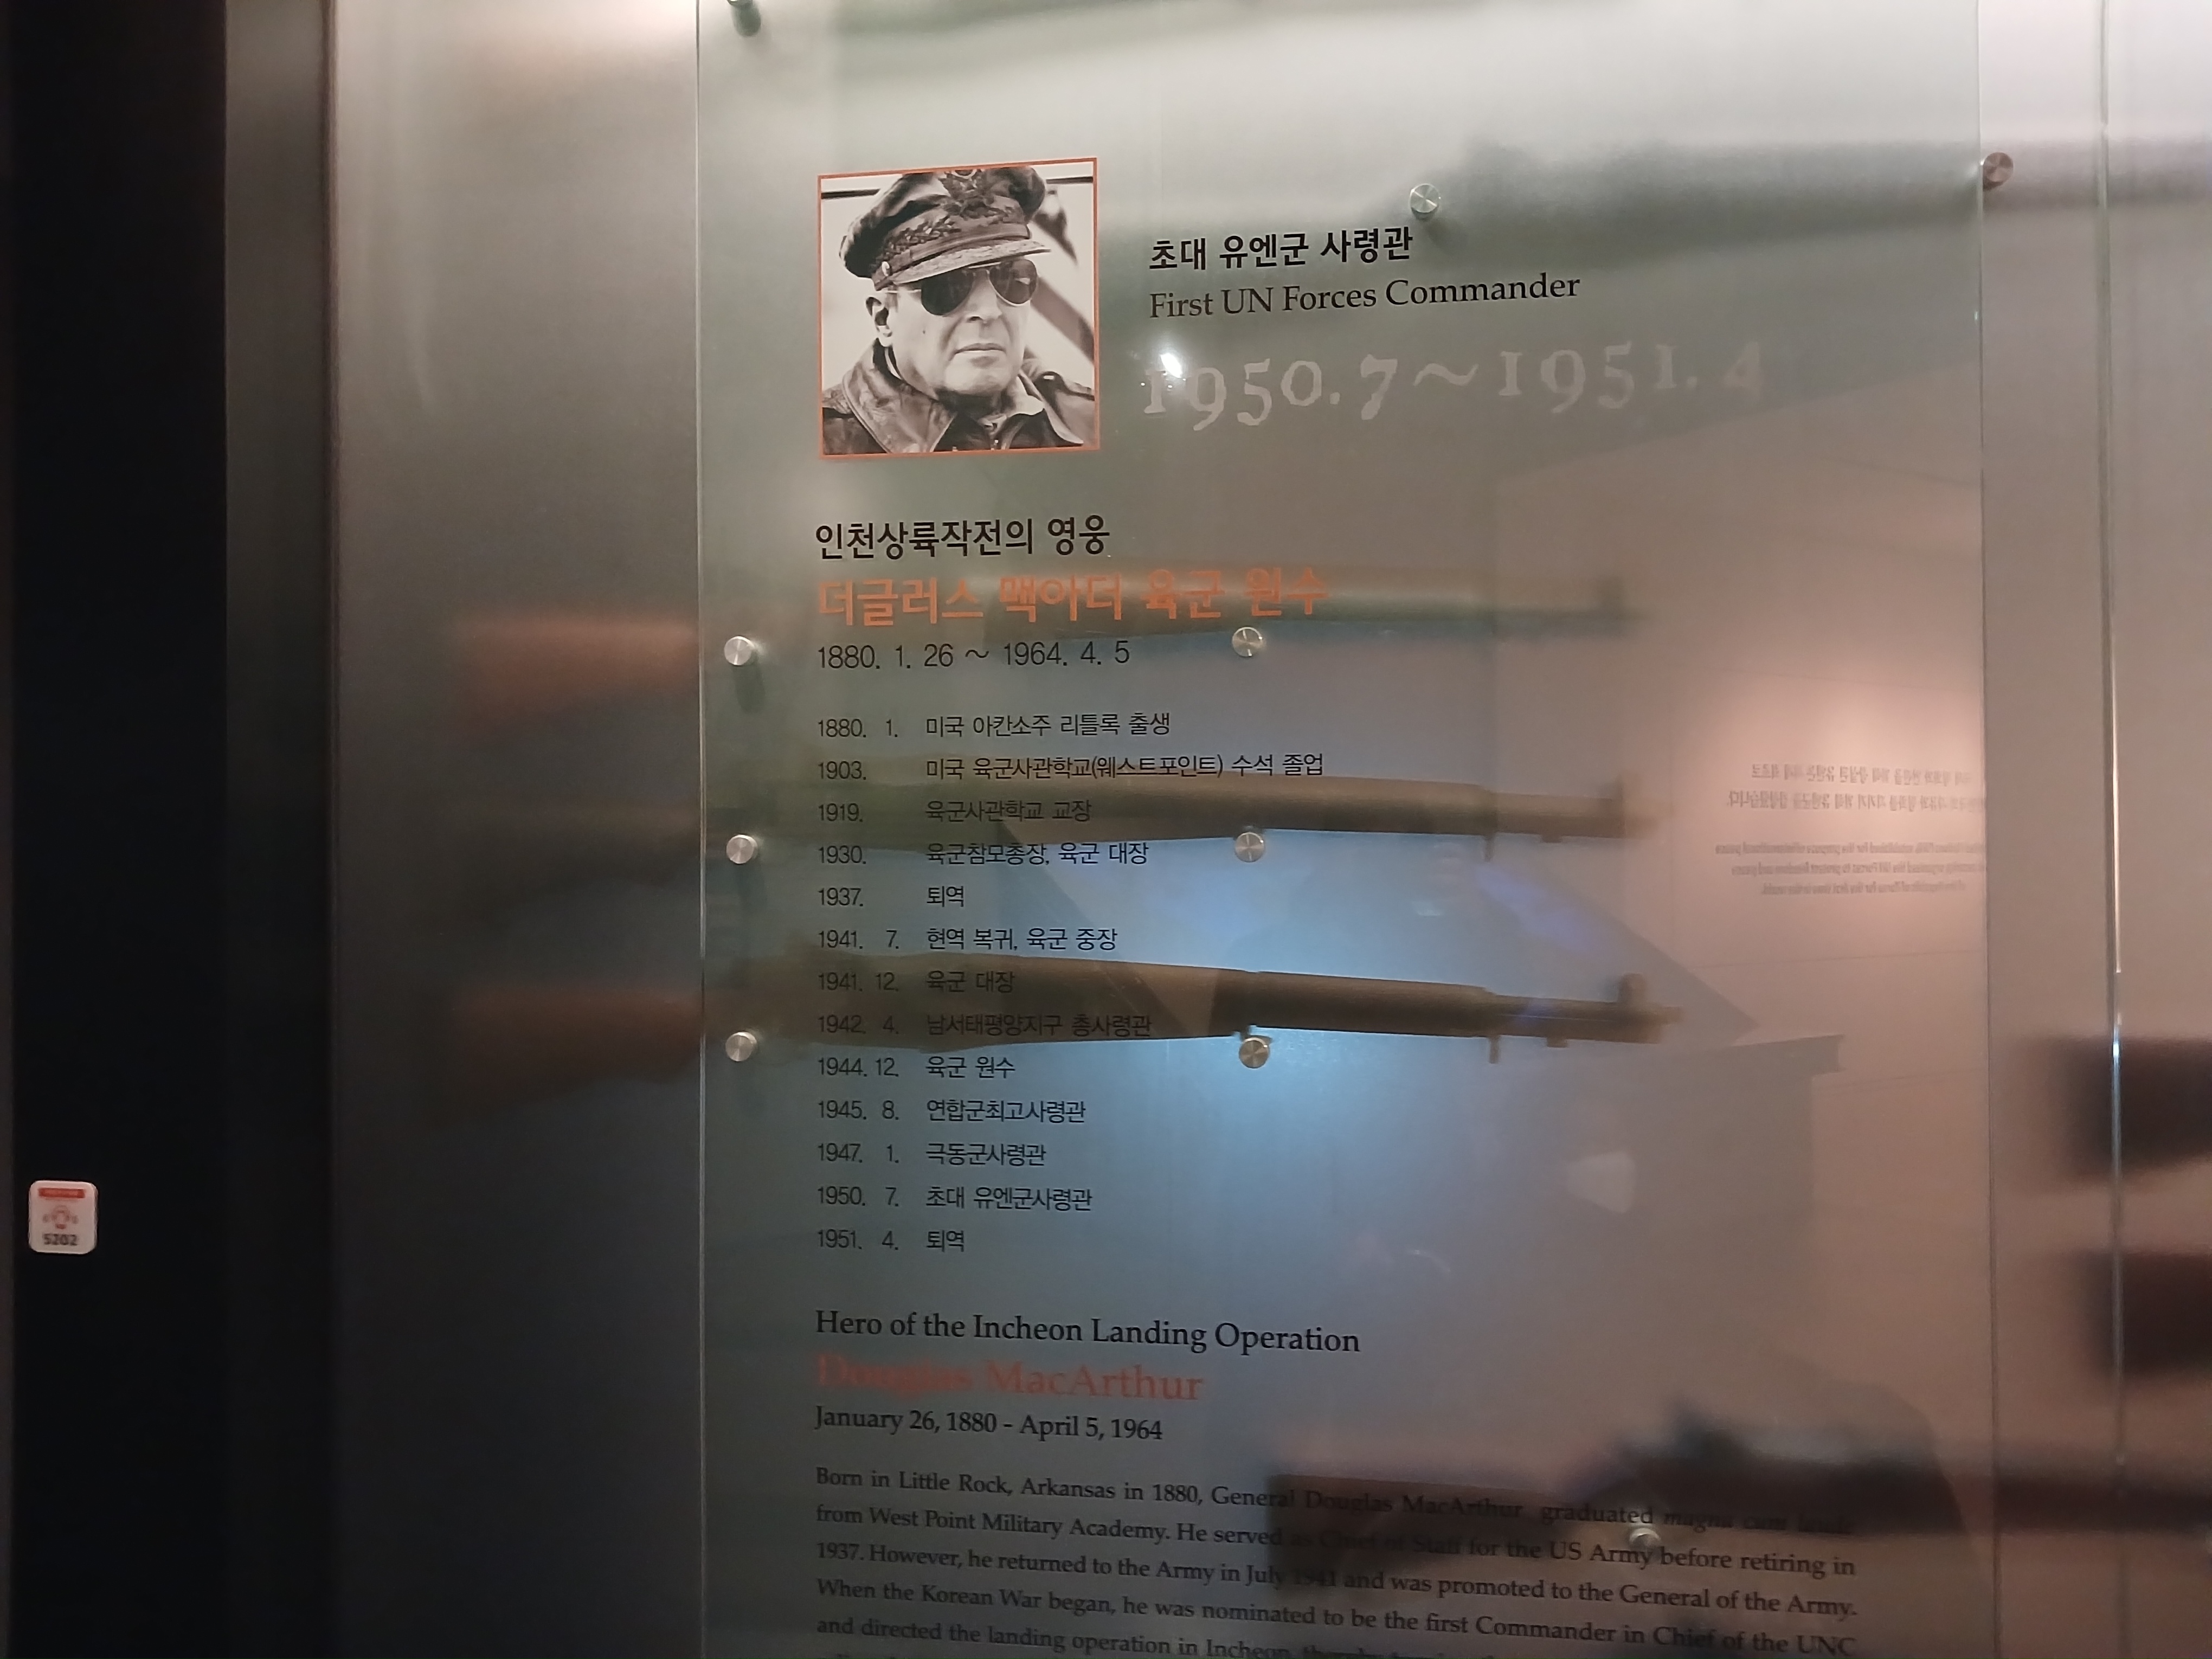 초대 유엔군 사령관
First UN Forces Commander
1950.7~1951.4
인천상륙작전의 영웅
더글러스 맥아더 육군 원수
1880. 1. 26 ~ 1964. 4. 5
1880. 1. 미국 아칸소주 리틀록 출생
1903. 미국 육군사관학교(웨스트포인트) 수석 졸업
1919. 육군사관학교 교장
1930. 육군참모총장, 육군 대장
1937. 퇴역
1941. 7. 현역 복귀, 육군 중장
1941. 12. 육군 대장
1942. 4. 남서태평양지구 총사령관
1944. 12. 육군 원수
1945. 8. 연합군최고사령관
1947. 1. 극동군사령관
1950. 7. 초대 유엔군사령관
1951. 4. 퇴역
Hero of the Incheon Landing Operation
Douglas MacArthur
January 26, 1880 - April 5, 1964
Born in Little Rock, Arkansas in 1880, General Douglas MacArthur graduated magna cum laude
from West Point Military Academy. He served as Chief of Staff for the US Army before retiring in
1937. However, he returned to the Army in July 1941 and was promoted to the General of the Army.
When the Korean War began, he was nominated to be the first Commander in Chief of the UNC
and directed the landing operation in Incheon,
5202